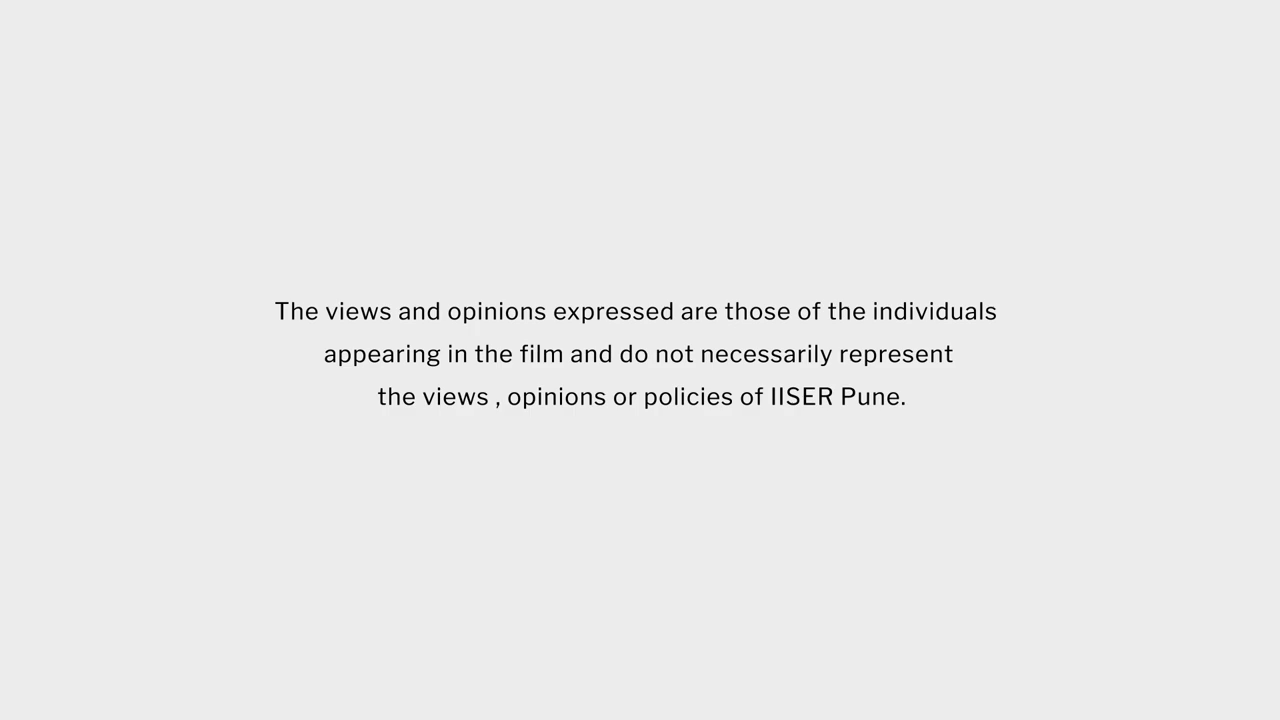 The views and opinions expressed are those of the individuals
appearing in the film and do not necessarily represent
the views , opinions or policies of IISER Pune.